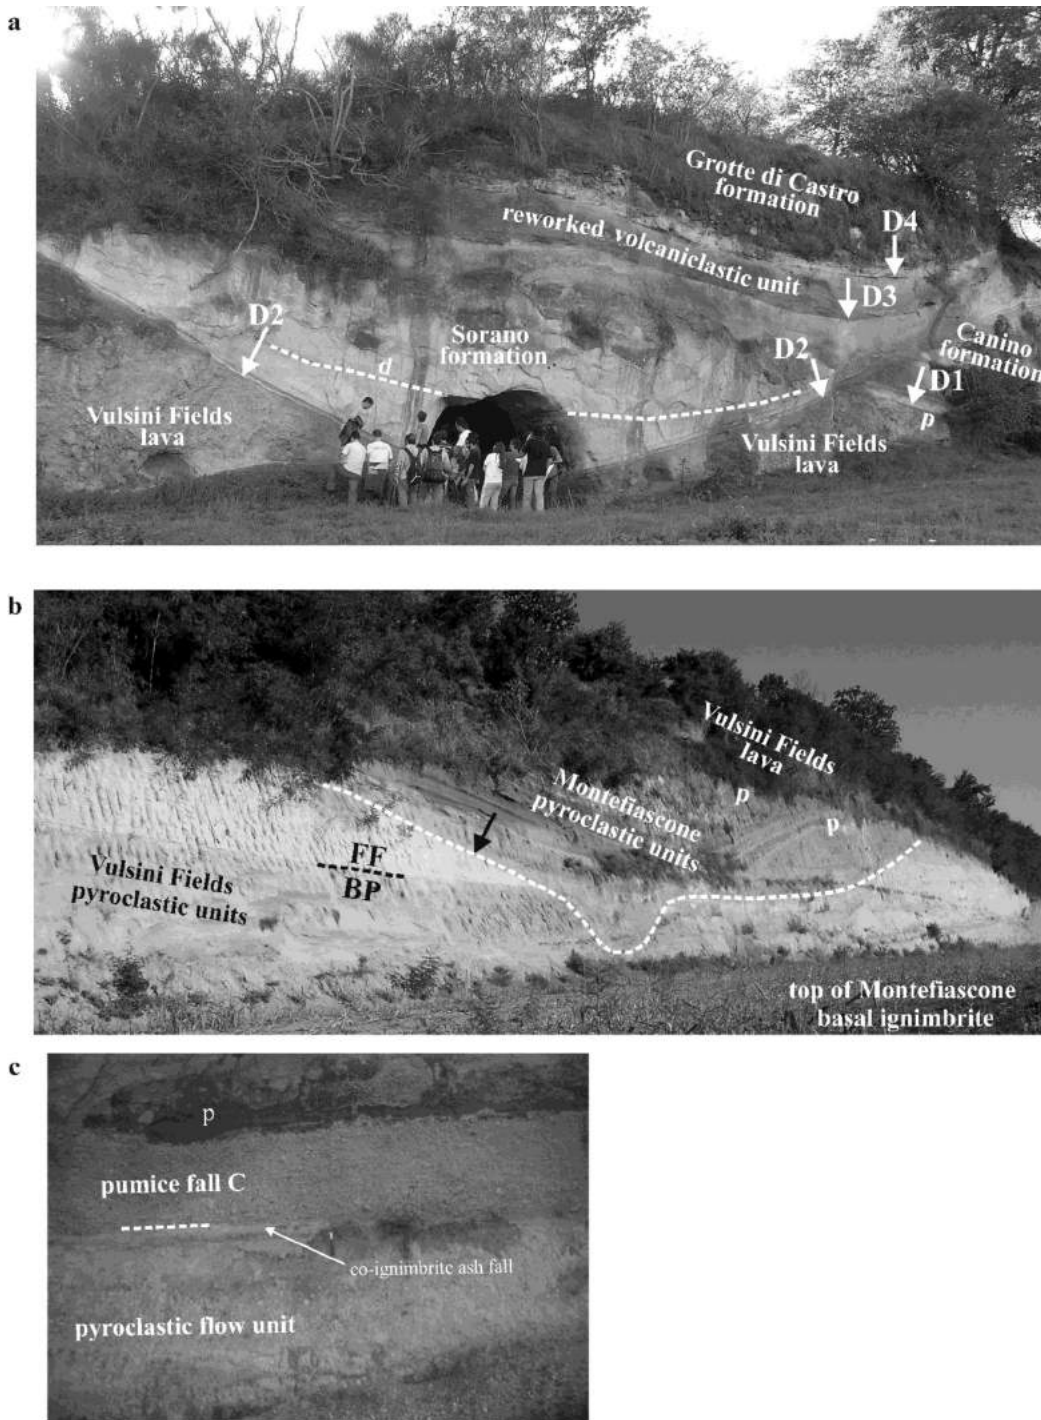 a
Grotte di Castro
formation
reworked volcaniclastic unit
D4
D3
D2
Sorano
formation
d
D2
Canino
formation
D1
p
Vulsini Fields
lava
Vulsini Fields
lava
b
Vulsini Fields
lava
p
Montefiascone
pyroclastic units
p
FF
BP
Vulsini Fields
pyroclastic units
top of Montefiascone
basal ignimbrite
c
p
pumice fall C
co-ignimbrite ash fall
pyroclastic flow unit